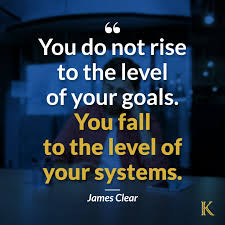 “
You do not rise
to the level
of your goals.
You fall
to the level of
your systems.
James Clear
K